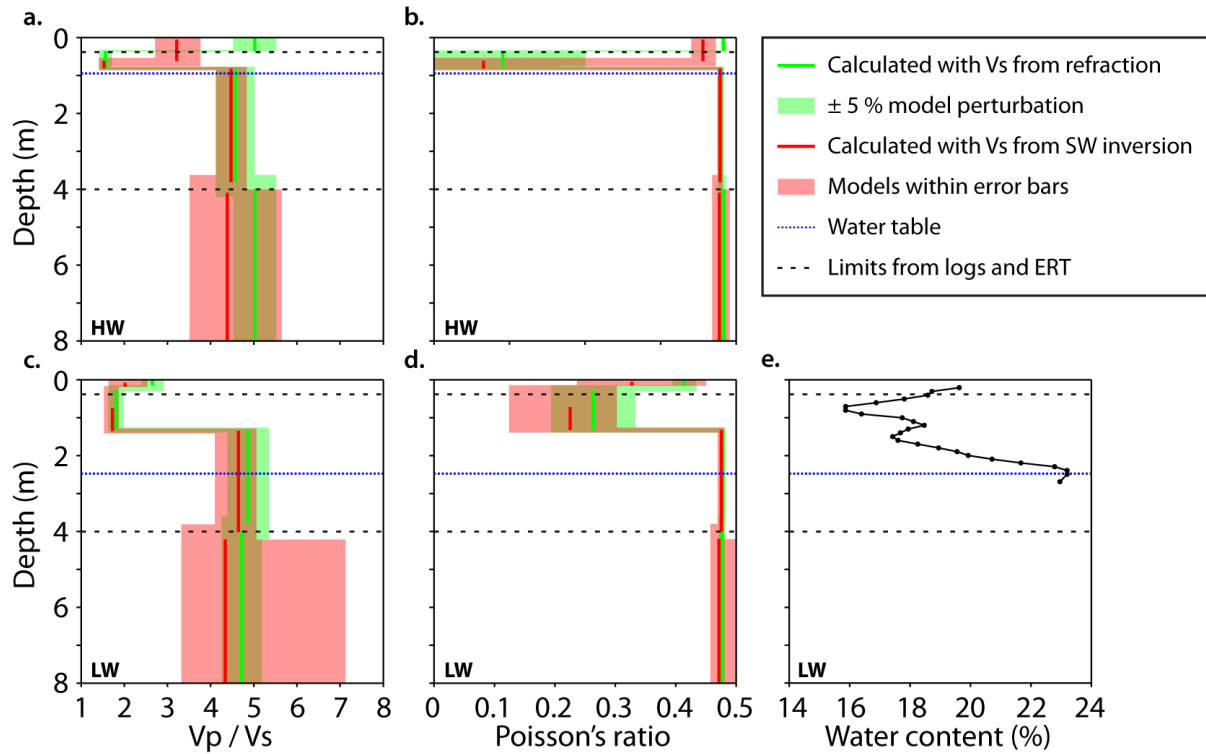 a.
b.
0
2
4
6
8
Depth (m)
HW
HW
Calculated with Vs from refraction
± 5 % model perturbation
Calculated with Vs from SW inversion
Models within error bars
Water table
Limits from logs and ERT
c.
d.
e.
0
2
4
6
8
Depth (m)
LW
LW
LW
1 2 3 4 5 6 7 8
0 0.1 0.2 0.3 0.4 0.5
14 16 18 20 22 24
Vp / Vs
Poisson's ratio
Water content (%)